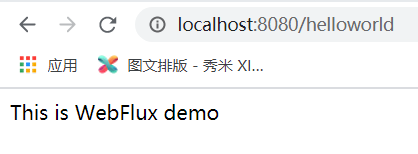 localhost:8080/helloworld
应用 图文排版 - 秀米 XI...
This is WebFlux demo